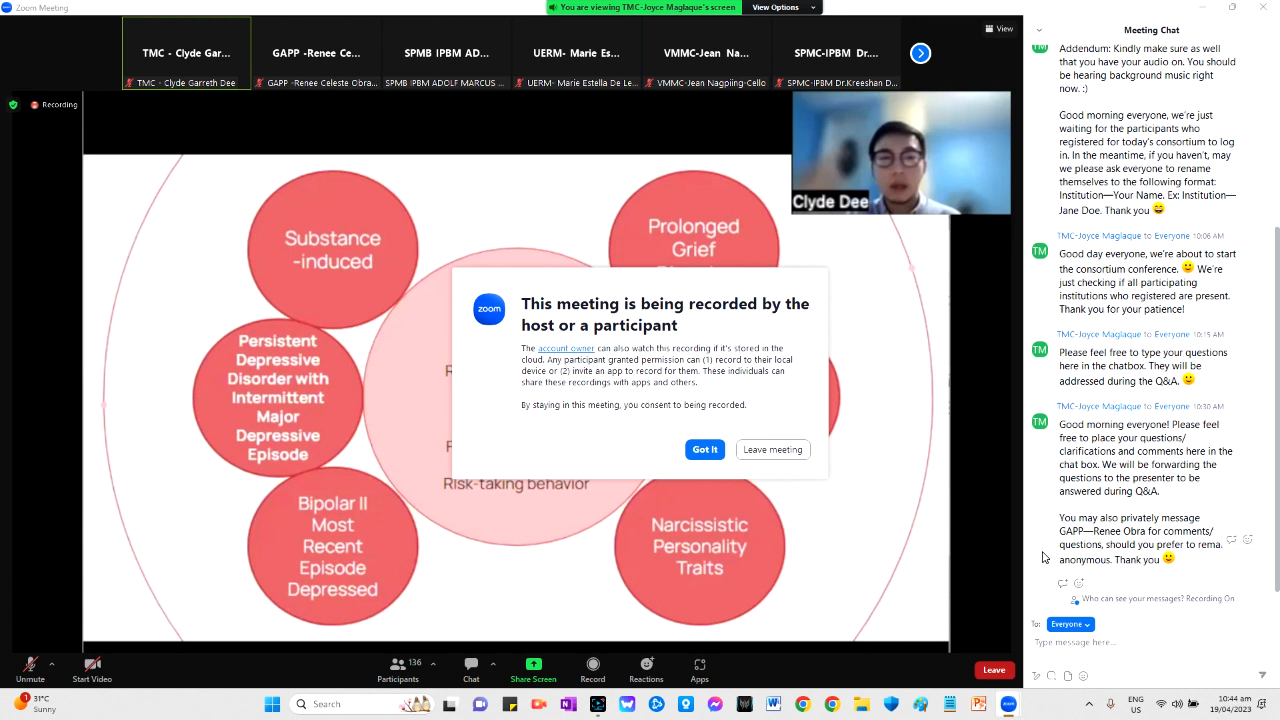 Zoom Meeting
You are viewing TMC-Joyce Maglaque's screen
View Options
TMC - Clyde Gar...
GAPP -Renee Ce...
SPMB IPBM AD...
UERM- Marie Es...
VMMC-Jean Na...
SPMC-IPBM Dr....
View
TMC - Clyde Garreth Dee
GAPP -Renee Celeste Obra...
SPMB IPBM ADOLF MARCUS ...
UERM- Marie Estella De Le...
VMMC-Jean Nagpiing-Cello
SPMC-IPBM Dr.Kreeshan D...
Recording
Clyde Dee
Substance
-induced
Prolonged
Grief
Persistent
Depressive
Disorder with
Intermittent
Major
Depressive
Episode
Bipolar II
Most
Recent
Episode
Depressed
Risk-taking behavior
Narcissistic
Personality
Traits
zoom
This meeting is being recorded by the
host or a participant
The account owner can also watch this recording if it's stored in the
cloud. Any participant granted permission can (1) record to their local
device or (2) invite an app to record for them. These individuals can
share these recordings with apps and others.
By staying in this meeting, you consent to being recorded.
Got it
Leave meeting
Meeting Chat
TM
Addendum: Kindly make sure as well
that you have your audio on. You should
be hearing background music right
now. :)
Good morning everyone, we're just
waiting for the participants who
registered for today's consortium to log
in. In the meantime, if you haven't, may
we please ask everyone to rename
themselves to the following format:
Institution—Your Name. Ex: Institution—
Jane Doe. Thank you
TMC-Joyce Maglaque to Everyone 10:06 AM
TM
Good day everyone, we're about to start
the consortium conference. We're
just checking if all participating
institutions who registered are present.
Thank you for your patience!
TMC-Joyce Maglaque to Everyone 10:15 AM
TM
Please feel free to type your questions
here in the chatbox. They will be
addressed during the Q&A.
TMC-Joyce Maglaque to Everyone 10:30 AM
TM
Good morning everyone! Please feel
free to place your questions/
clarifications and comments here in the
chat box. We will be forwarding the
questions to the presenter to be
answered during Q&A.
You may also privately message
GAPP—Renee Obra for comments/
questions, should you prefer to rema
anonymous. Thank you
Who can see your messages? Recording On
To: Everyone
Type message here...
Unmute
Start Video
136
Participants
Chat
Share Screen
Record
Reactions
Apps
Leave
1
31°C
Sunny
Search
ENG
US
10:44 am
19/04/2023